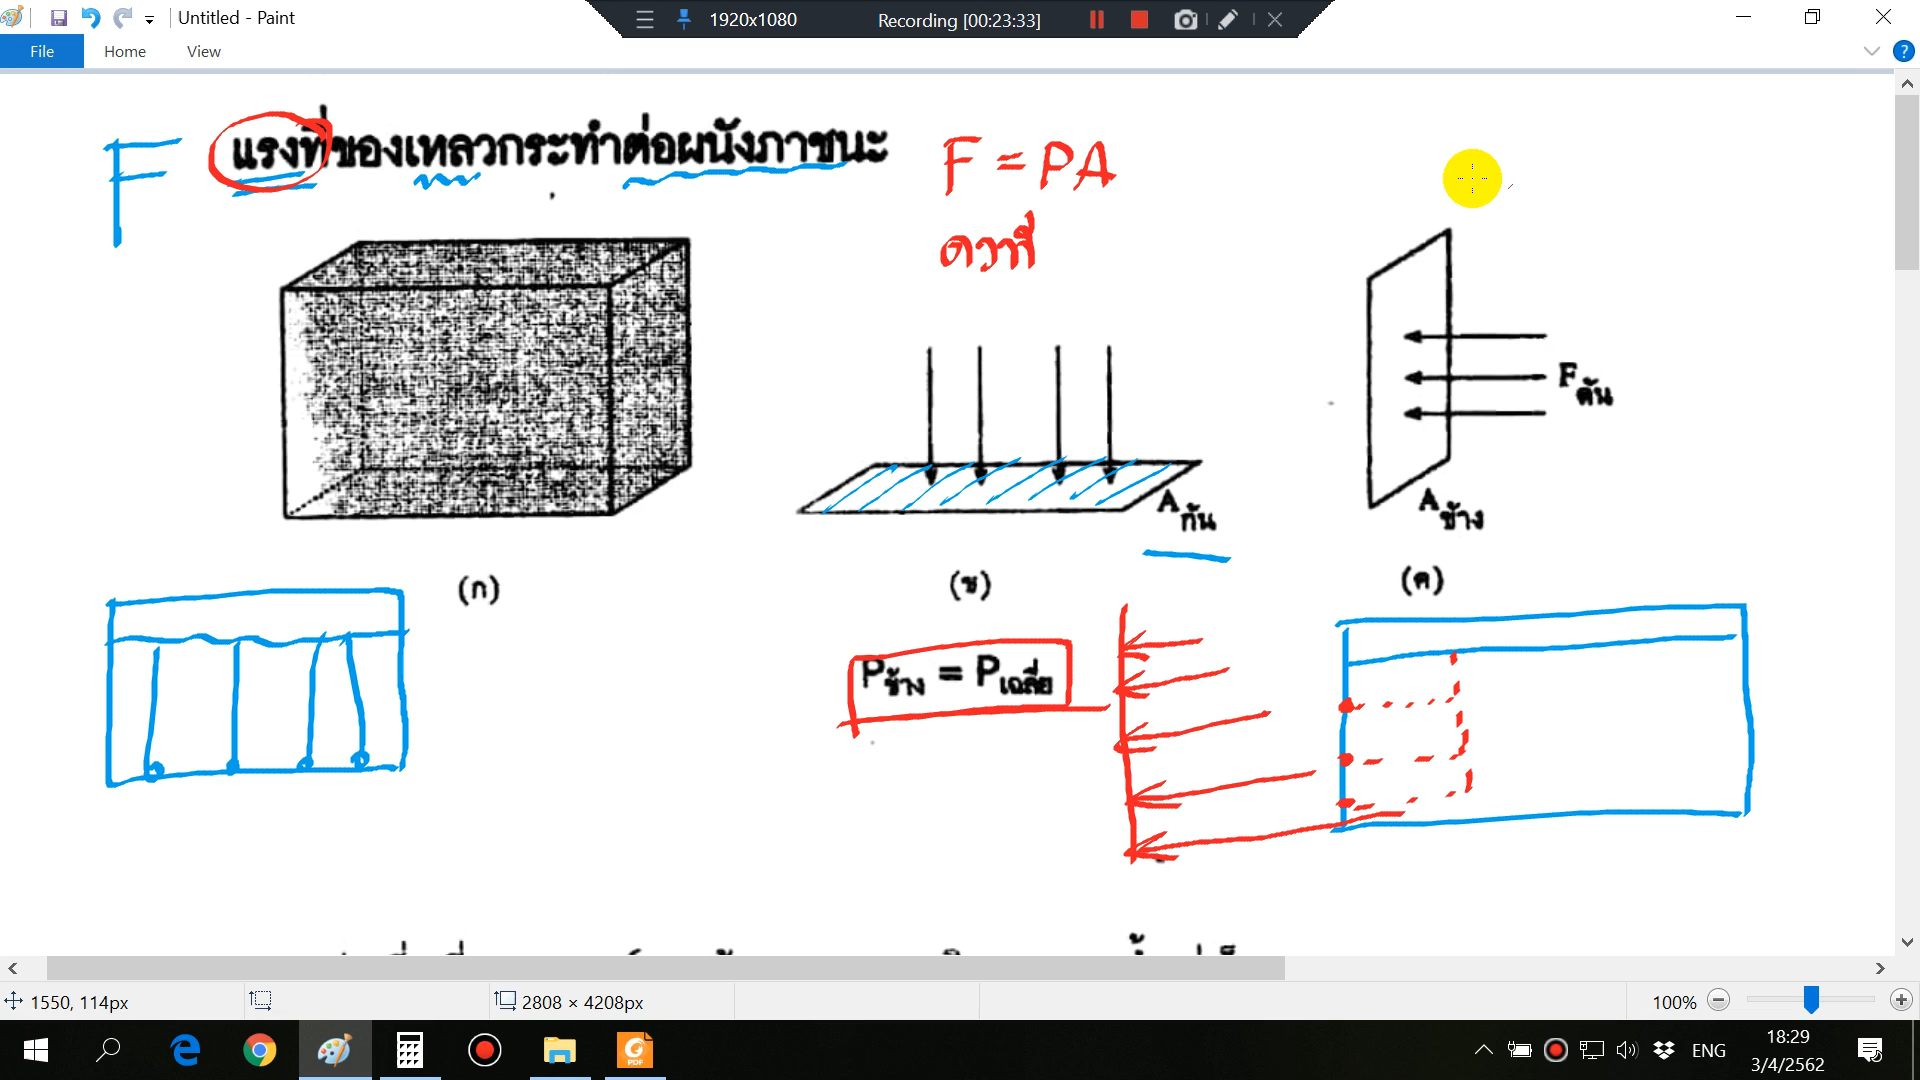 Untitled - Paint
1920x1080
Recording [00:23:33]
File
Home
View
?
F
แรงที่ของเหลวกระทำต่อผนังภาชนะ
F = PA
คงที่
F ดัน
A ก้น
A ข้าง
(ก)
(ข)
(ค)
P ข้าง = P เฉลี่ย
1550, 114px
2808 × 4208px
100%
PDF
ENG
18:29
3/4/2562